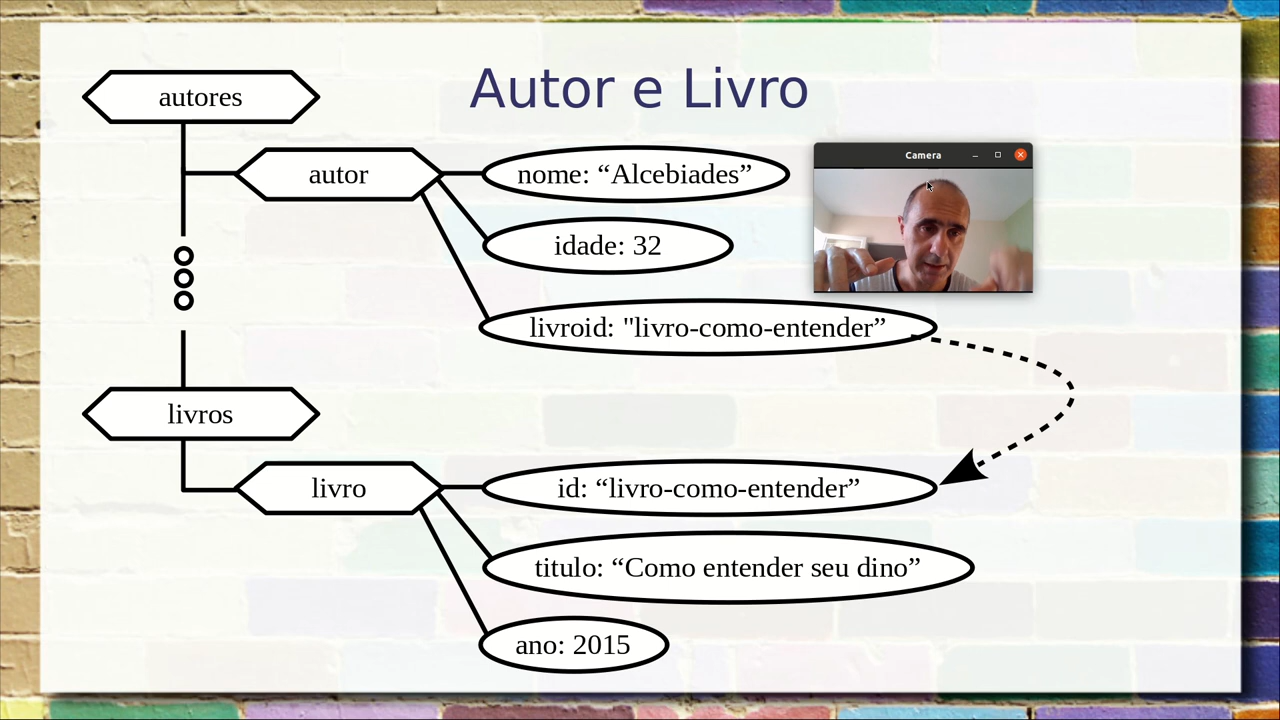 Autor e Livro
autores
autor
nome: “Alcebiades”
Camera
idade: 32
livroid: "livro-como-entender”
livros
livro
id: “livro-como-entender”
titulo: “Como entender seu dino”
ano: 2015